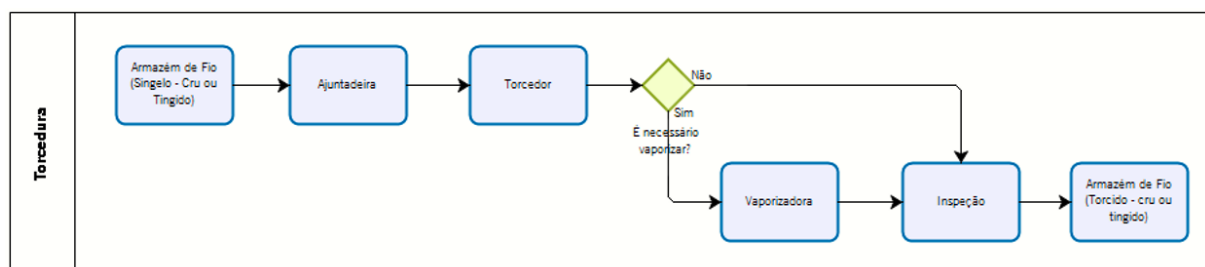 Torcedura
Armazém de Fio
(Singelo - Cru ou
Tingido)
Ajuntadeira
Torcedor
Não
Sim
É necessário
vaporizar?
Vaporizadora
Inspeção
Armazém de Fio
(Torcido - cru ou
tingido)